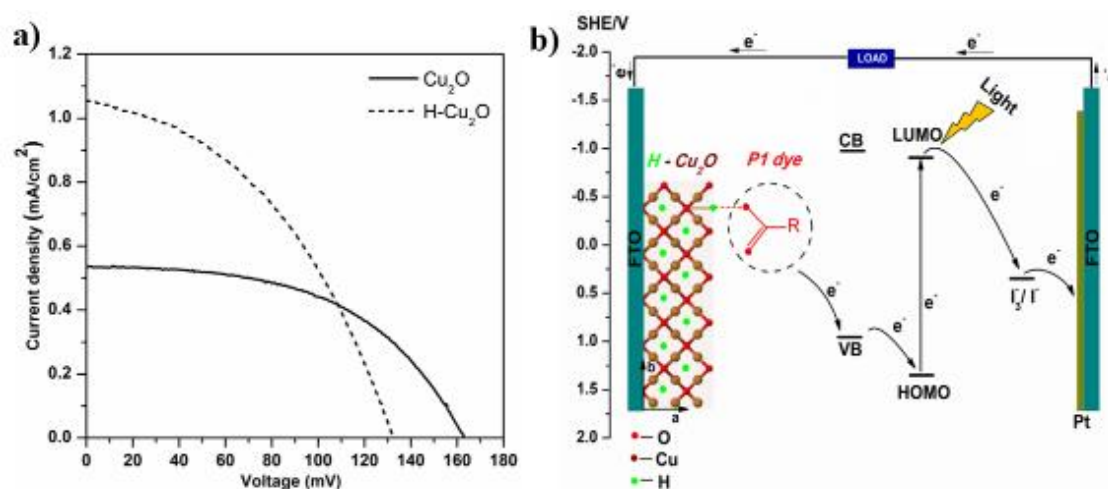 a)
Current density (mA/cm²)
1.2
1.0
0.8
0.6
0.4
0.2
0.0
Cu₂O
H-Cu₂O
0 20 40 60 80 100 120 140 160 180
Voltage (mV)
b)
SHE/V
-2.0
-1.5
-1.0
-0.5
0.0
0.5
1.0
1.5
2.0
e⁻
LOAD
e⁻
e⁻
FTO
H - Cu₂O
P1 dye
R
b
a
CB
VB
e⁻
e⁻
LUMO
HOMO
e⁻
Light
e⁻
I₃⁻/ I⁻
e⁻
FTO
Pt
O
Cu
H